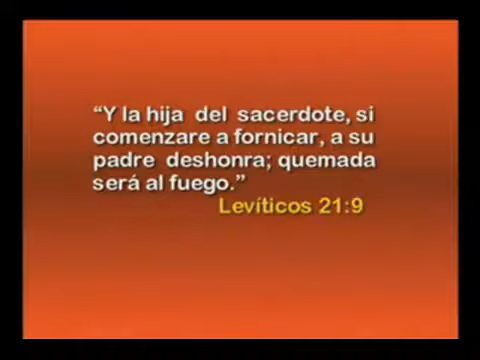 “Y la hija del sacerdote, si
comenzare a fornicar, a su
padre deshonra; quemada
será al fuego.”
Levíticos 21:9